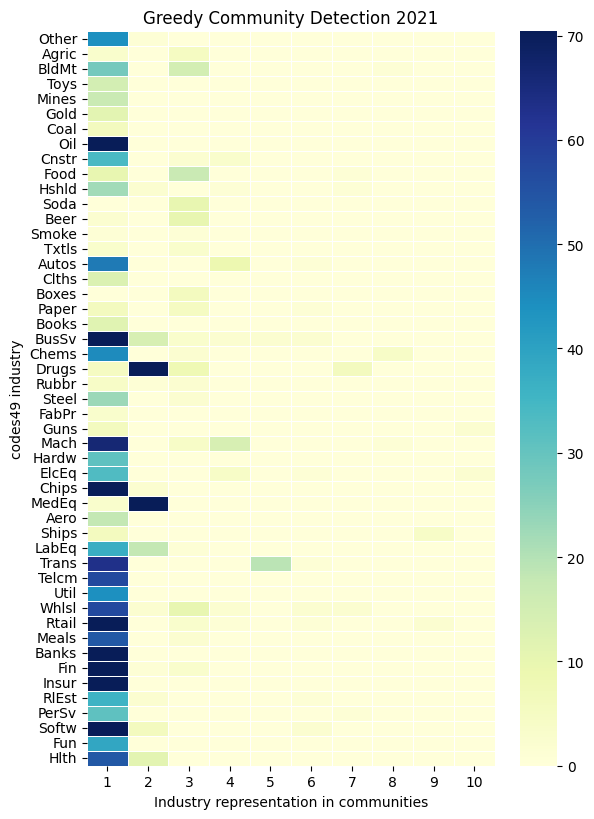 Greedy Community Detection 2021
codes49 industry
Other
Agric
BldMt
Toys
Mines
Gold
Coal
Oil
Cnstr
Food
Hshld
Soda
Beer
Smoke
Txtls
Autos
Clths
Boxes
Paper
Books
BusSv
Chems
Drugs
Rubbr
Steel
FabPr
Guns
Mach
Hardw
ElcEq
Chips
MedEq
Aero
Ships
LabEq
Trans
Telcm
Util
Whlsl
Rtail
Meals
Banks
Fin
Insur
RlEst
PerSv
Softw
Fun
Hlth
1 2 3 4 5 6 7 8 9 10
Industry representation in communities
70
60
50
40
30
20
10
0